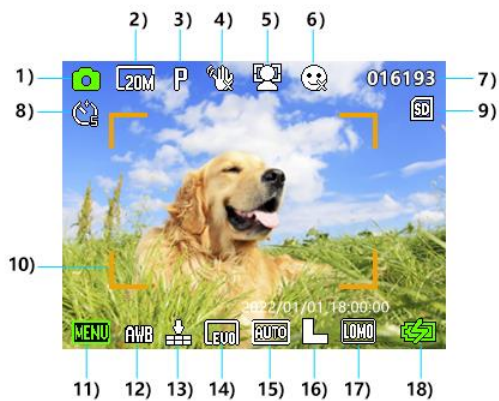 2) 3) 4) 5) 6)
1) 20M P 016193 7)
8) 5 SD 9)
10)
2022/01/01 18:00:00
MENU AWB LEVO AUTO L LOMO
11) 12) 13) 14) 15) 16) 17) 18)